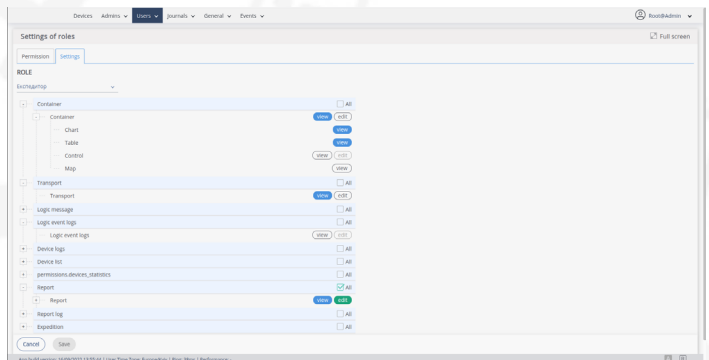 Devices Admins Users Journals General Events Root@Admin
Settings of roles Full screen
Permission Settings
ROLE
Експедитор
Container All
Container view edit
Chart view
Table view
Control view edit
Map view
Transport All
Transport view edit
Logic message All
Logic event logs All
Logic event logs view edit
Device logs All
Device list All
permissions.devices_statistics All
Report All
Report view edit
Report log All
Expedition All
Cancel Save